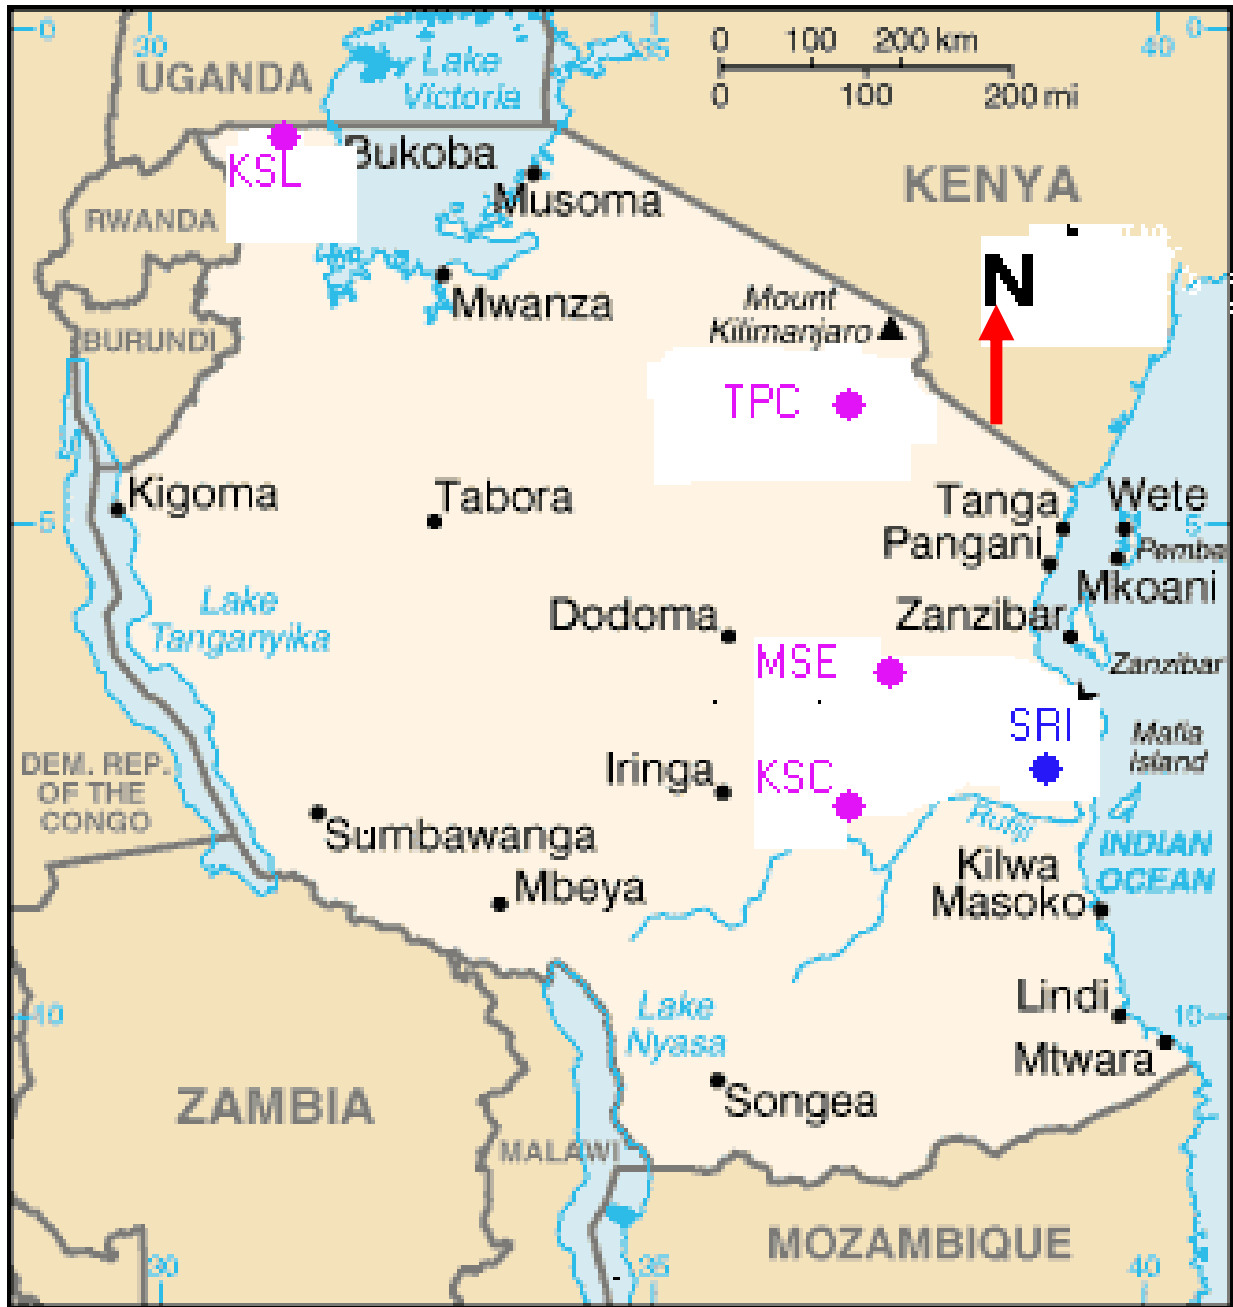 0
30
35
40
0
0 100 200 km
0 100 200 mi
UGANDA
Lake
Victoria
KSL
Bukoba
Musoma
KENYA
RWANDA
N
Mwanza
Mount
Kilimanjaro
BURUNDI
TPC
Kigoma
Tabora
Tanga
Wete
5
5
Pangani
Pemba
Mkoani
Lake
Tanganyika
Dodoma
Zanzibar
MSE
Zanzibar
SRI
Mafia
Island
DEM. REP.
OF THE
CONGO
Iringa
KSC
Sumbawanga
Rufiji
INDIAN
OCEAN
Kilwa
Masoko
Mbeya
Lake
Nyasa
Lindi
10
10
Mtwara
ZAMBIA
Songea
MALAWI
MOZAMBIQUE
30
35
40